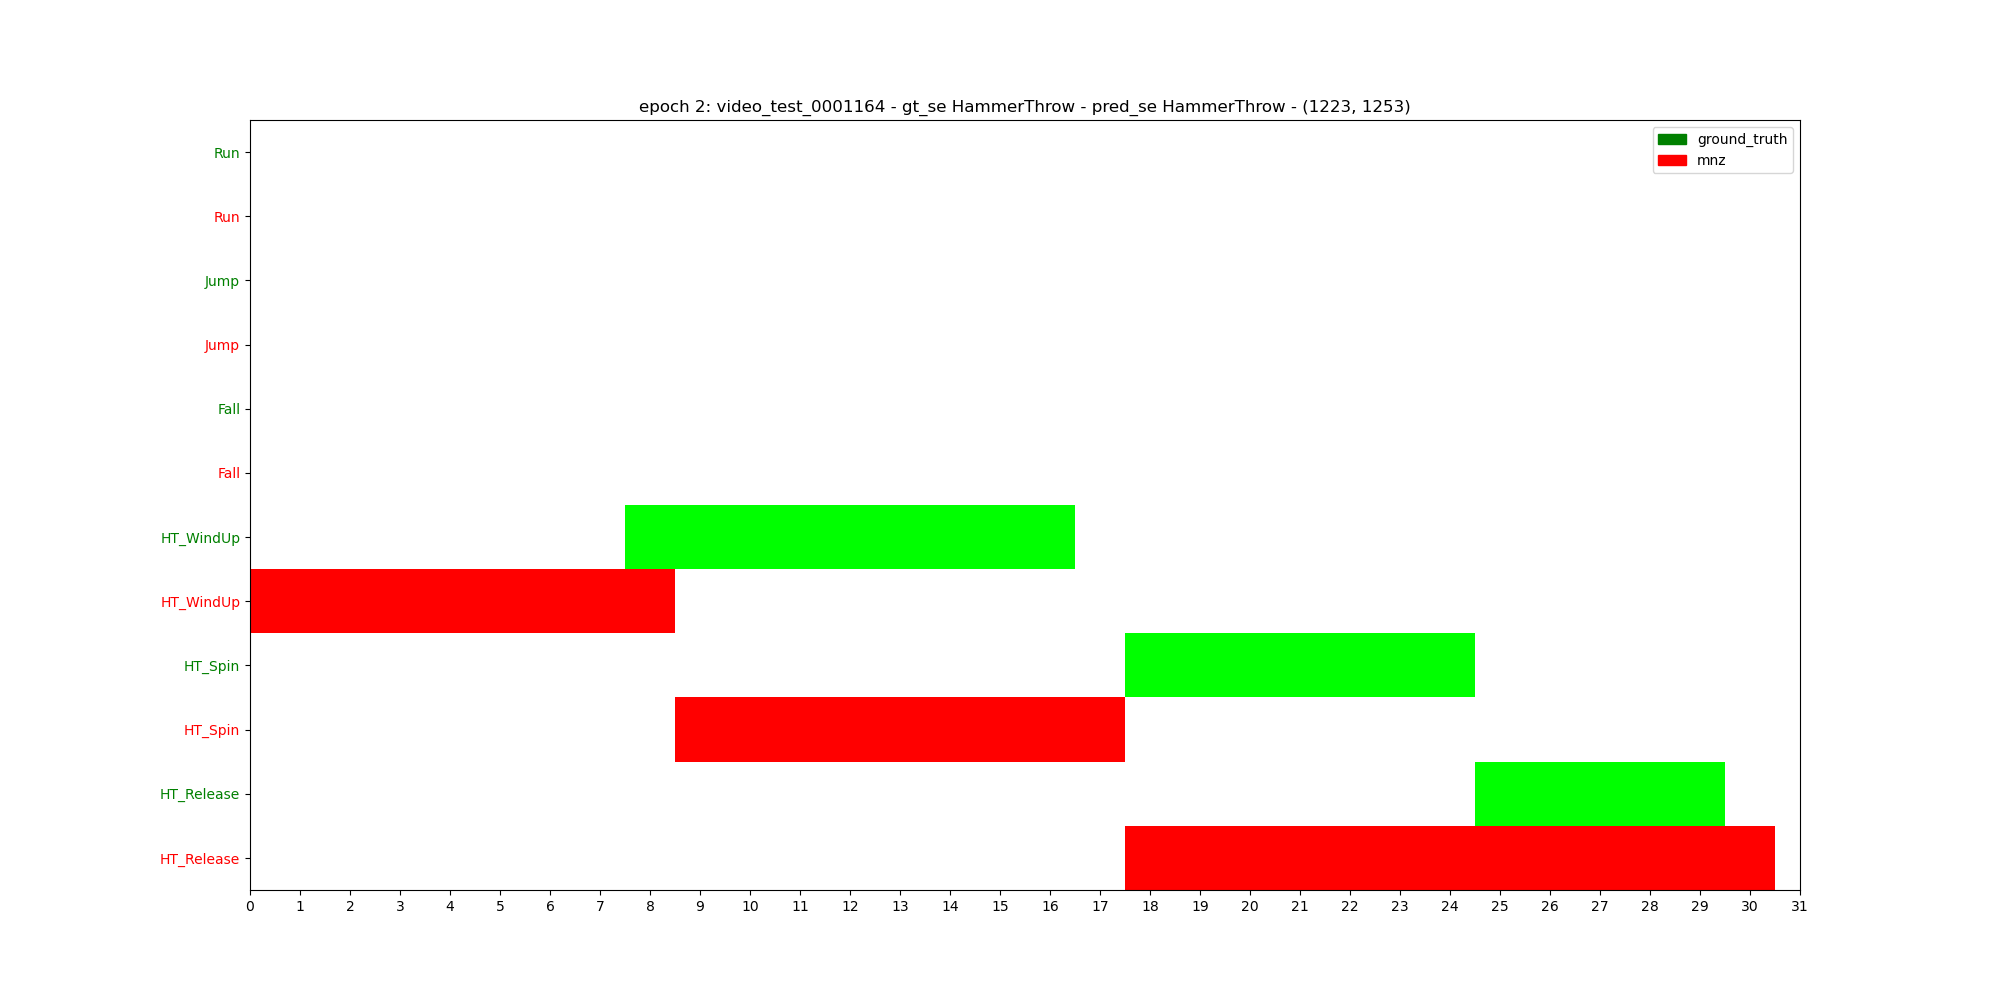 epoch 2: video_test_0001164 - gt_se HammerThrow - pred_se HammerThrow - (1223, 1253)
ground_truth
mnz
Run
Run
Jump
Jump
Fall
Fall
HT_WindUp
HT_WindUp
HT_Spin
HT_Spin
HT_Release
HT_Release
0 1 2 3 4 5 6 7 8 9 10 11 12 13 14 15 16 17 18 19 20 21 22 23 24 25 26 27 28 29 30 31